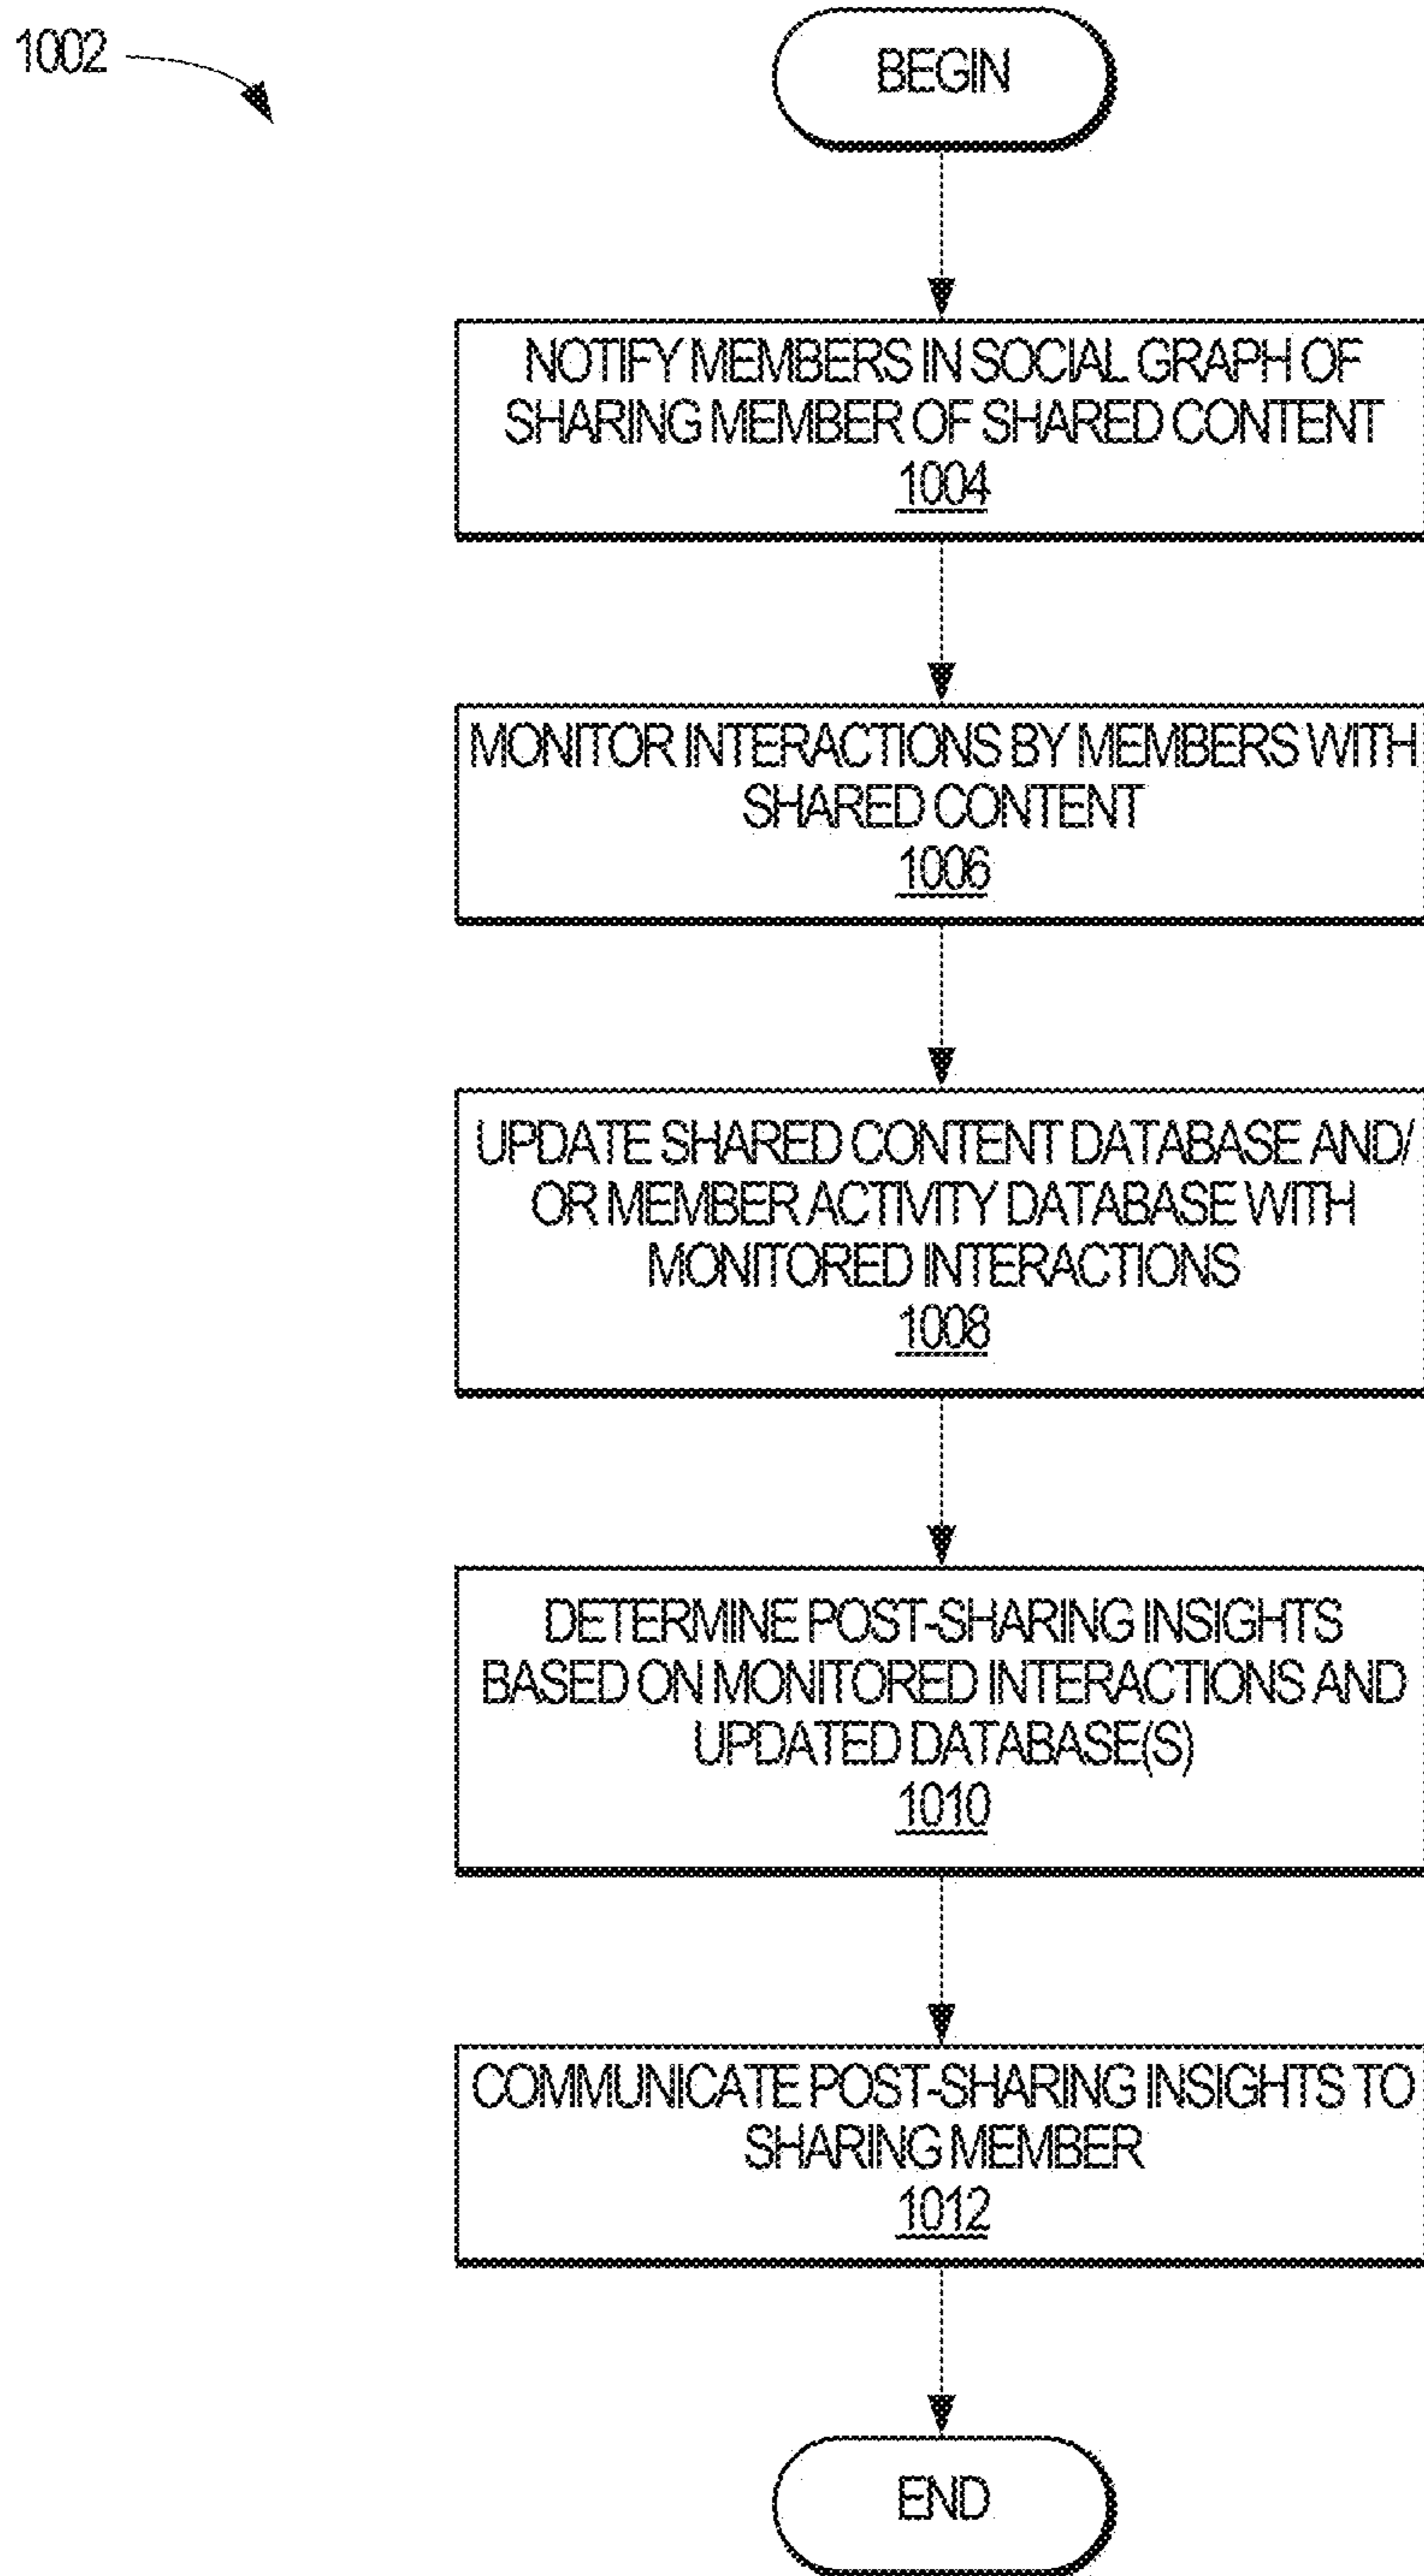 1002
BEGIN
NOTIFY MEMBERS IN SOCIAL GRAPH OF
SHARING MEMBER OF SHARED CONTENT
1004
MONITOR INTERACTIONS BY MEMBERS WITH
SHARED CONTENT
1006
UPDATE SHARED CONTENT DATABASE AND/
OR MEMBER ACTIVITY DATABASE WITH
MONITORED INTERACTIONS
1008
DETERMINE POST-SHARING INSIGHTS
BASED ON MONITORED INTERACTIONS AND
UPDATED DATABASE(S)
1010
COMMUNICATE POST-SHARING INSIGHTS TO
SHARING MEMBER
1012
END